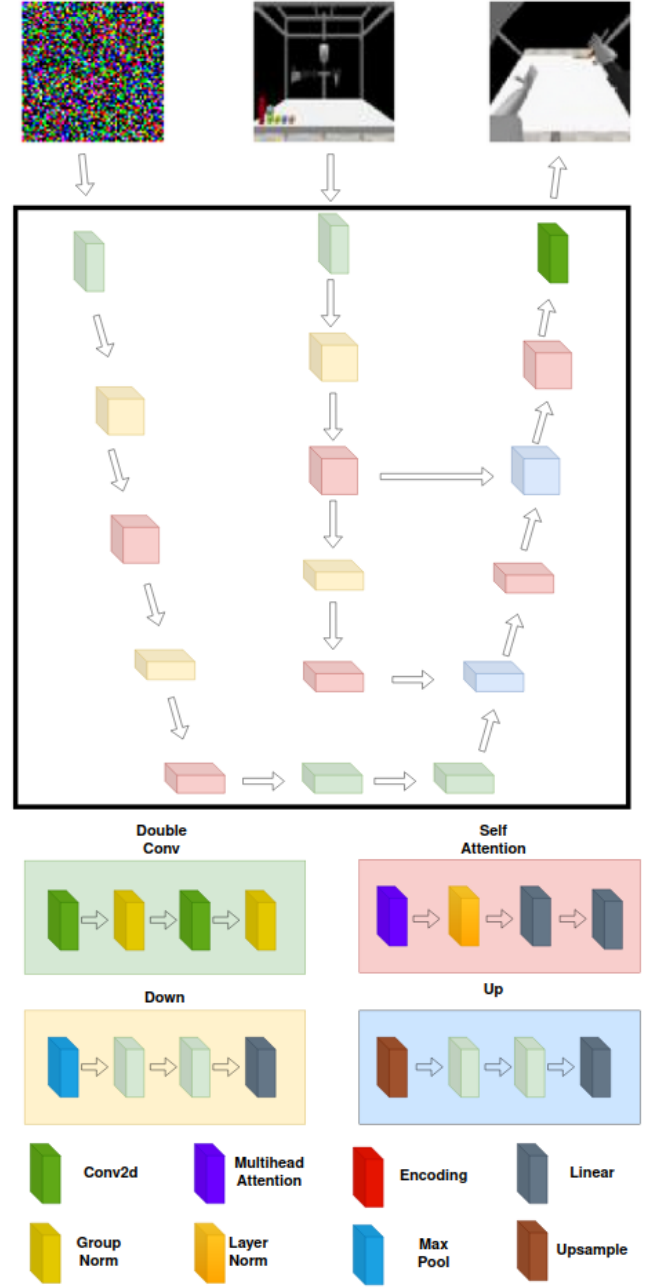 Double
Conv
Self
Attention
Down
Up
Conv2d
Multihead
Attention
Encoding
Linear
Group
Norm
Layer
Norm
Max
Pool
Upsample